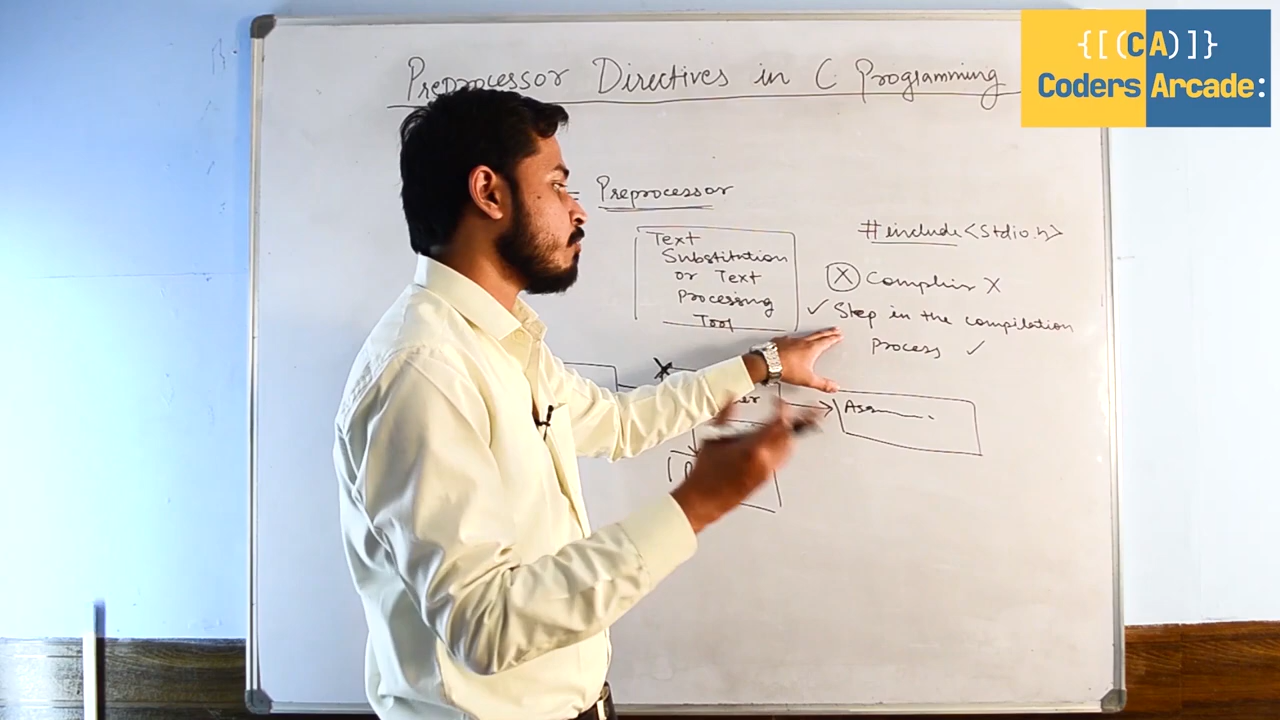 {[(CA)]}
Coders Arcade:
Preprocessor Directives in C Programming
= Preprocessor
Text
Substitution
or Text
Processing
Tool
#include<stdio.h>
X Compiler X
✓ Step in the compilation
Process ✓